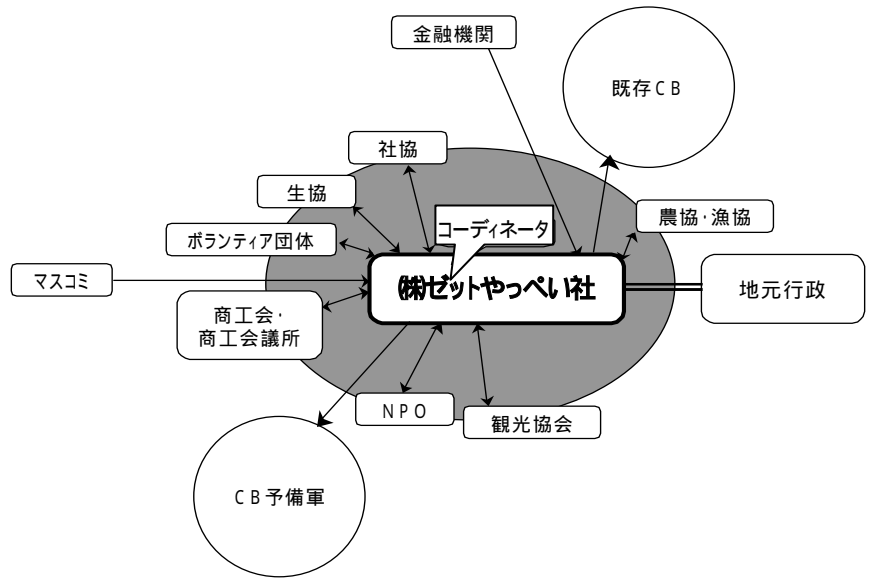 金融機関
既存CB
社協
生協
コーディネータ
農協・漁協
ボランティア団体
マスコミ
㈱ゼットやっぺい社
地元行政
商工会・
商工会議所
NPO
観光協会
CB予備軍